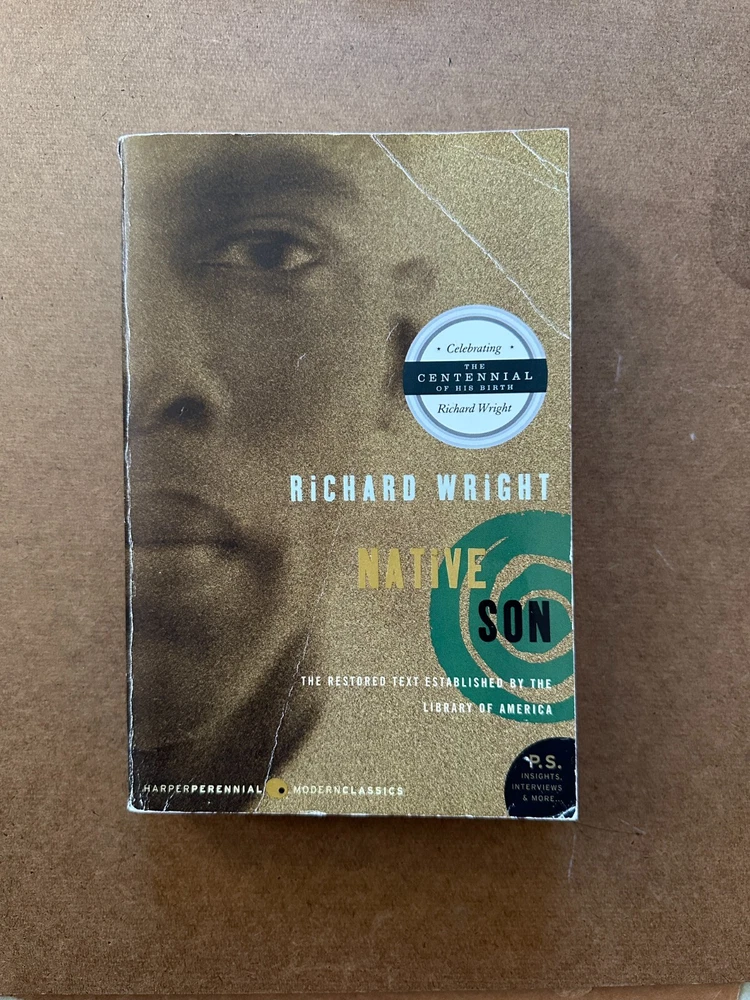 Celebrating
THE
CENTENNIAL
OF HIS BIRTH
Richard Wright
RiCHARD WRiGHT
NATiVE
SON
THE RESTORED TEXT ESTABLISHED BY THE
LIBRARY OF AMERICA
P.S.
INSIGHTS,
INTERVIEWS
& MORE...
HARPERPERENNIAL MODERNCLASSICS